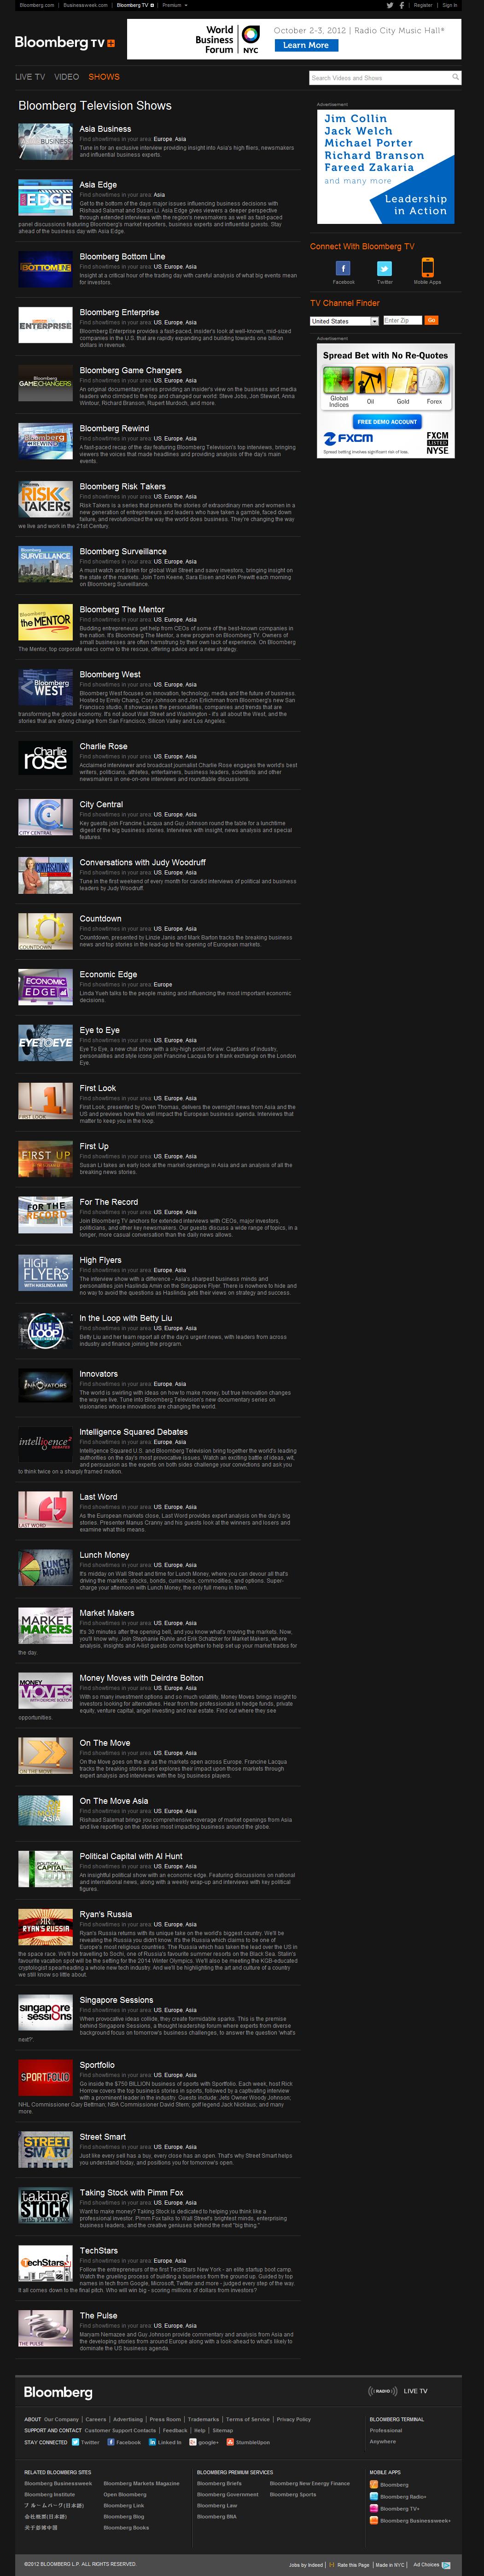 Bloomberg.com | Businessweek.com | Bloomberg TV | Premium
Register | Sign In
Bloomberg TV+
World
Business
Forum
WBF
NYC
October 2-3, 2012 | Radio City Music Hall®
Learn More
LIVE TV VIDEO SHOWS
Search Videos and Shows
Bloomberg Television Shows
Asia Business
Find showtimes in your area: Europe, Asia
Tune in for an exclusive interview providing insight into Asia's high fliers, newsmakers
and influential business experts.
Asia Edge
Find showtimes in your area: Asia
Get to the bottom of the days major issues influencing business decisions with
Rishaad Salamat and Susan Li. Asia Edge gives viewers a deeper perspective
through extended interviews with the region's newsmakers as well as fast-paced
panel discussions featuring Bloomberg's market reporters, business experts and influential guests. Stay
ahead of the business day with Asia Edge.
Bloomberg Bottom Line
Find showtimes in your area: US, Europe, Asia
Insight at a critical hour of the trading day with careful analysis of what big events mean
for investors.
Bloomberg Enterprise
Find showtimes in your area: US, Europe, Asia
Bloomberg Enterprise provides a fast-paced, insider's look at well-known, mid-sized
companies in the U.S. that are rapidly expanding and building towards one billion
dollars in revenue.
Bloomberg Game Changers
Find showtimes in your area: US, Europe, Asia
An original documentary series providing an insider's view on the business and media
leaders who climbed to the top and changed our world: Steve Jobs, Jon Stewart, Anna
Wintour, Richard Branson, Rupert Murdoch, and more.
Bloomberg Rewind
Find showtimes in your area: US, Europe, Asia
A fast-paced recap of the day featuring Bloomberg Television's top interviews, bringing
viewers the voices that made headlines and providing analysis of the day's main
events.
Bloomberg Risk Takers
Find showtimes in your area: US, Europe, Asia
Risk Takers is a series that presents the stories of extraordinary men and women in a
new generation of entrepreneurs and leaders who have taken a gamble, faced down
failure, and revolutionized the way the world does business. They're changing the way
we live and work in the 21st Century.
Bloomberg Surveillance
Find showtimes in your area: US, Europe, Asia
A must watch and listen for global Wall Street and savvy investors, bringing insight on
the state of the markets. Join Tom Keene, Sara Eisen and Ken Prewitt each morning
on Bloomberg Surveillance.
Bloomberg The Mentor
Find showtimes in your area: US, Europe, Asia
Budding entrepreneurs get help from CEOs of some of the best-known companies in
the nation. It's Bloomberg The Mentor, a new program on Bloomberg TV. Owners of
small businesses are often hamstrung by their own lack of experience. On Bloomberg
The Mentor, top corporate execs come to the rescue, offering advice and a new strategy.
Bloomberg West
Find showtimes in your area: US, Europe, Asia
Bloomberg West focuses on innovation, technology, media and the future of business.
Hosted by Emily Chang, Cory Johnson and Jon Erlichman from Bloomberg's new San
Francisco studio, it showcases the personalities, companies and trends that are
transforming the global economy. It's not about Wall Street and Washington - it's all about the West, and the
stories that are driving change from San Francisco, Silicon Valley and Los Angeles.
Charlie Rose
Find showtimes in your area: US, Europe, Asia
Acclaimed interviewer and broadcast journalist Charlie Rose engages the world's best
writers, politicians, athletes, entertainers, business leaders, scientists and other
newsmakers in one-on-one interviews and roundtable discussions.
City Central
Find showtimes in your area: US, Europe, Asia
Key guests join Francine Lacqua and Guy Johnson round the table for a lunchtime
digest of the big business stories. Interviews with insight, news analysis and special
features.
Conversations with Judy Woodruff
Find showtimes in your area: US, Europe, Asia
Tune in the first weekend of every month for candid interviews of political and business
leaders by Judy Woodruff.
Countdown
Find showtimes in your area: US, Europe, Asia
Countdown, presented by Linzie Janis and Mark Barton tracks the breaking business
news and top stories in the lead-up to the opening of European markets.
Economic Edge
Find showtimes in your area: Europe
Linda Yueh talks to the people making and influencing the most important economic
decisions.
Eye to Eye
Find showtimes in your area: US, Europe, Asia
Eye To Eye, a new chat show with a sky-high point of view. Captains of industry,
personalities and style icons join Francine Lacqua for a frank exchange on the London
Eye.
First Look
Find showtimes in your area: US, Europe, Asia
First Look, presented by Owen Thomas, delivers the overnight news from Asia and the
US and previews how this will impact the European business agenda. Interviews that
matter to keep you in the loop.
First Up
Find showtimes in your area: US, Europe, Asia
Susan Li takes an early look at the market openings in Asia and an analysis of all the
breaking news stories.
For The Record
Find showtimes in your area: US, Europe, Asia
Join Bloomberg TV anchors for extended interviews with CEOs, major investors,
politicians, and other key newsmakers. Our guests discuss a wide range of topics, in a
longer, more casual conversation than the daily news allows.
High Flyers
Find showtimes in your area: Europe, Asia
The interview show with a difference - Asia's sharpest business minds and
personalities join Haslinda Amin on the Singapore Flyer. There is nowhere to hide and
no way to avoid the questions as Haslinda gets their views on strategy and success.
In the Loop with Betty Liu
Find showtimes in your area: US, Europe, Asia
Betty Liu and her team report all of the day's urgent news, with leaders from across
industry and finance joining the program.
Innovators
Find showtimes in your area: Europe, Asia
The world is swirling with ideas on how to make money, but true innovation changes
the way we live. Tune into Bloomberg Television's new documentary series on
visionaries whose innovations are changing the world.
Intelligence Squared Debates
Find showtimes in your area: Europe, Asia
Intelligence Squared U.S. and Bloomberg Television bring together the world's leading
authorities on the day's most provocative issues. Watch an exciting battle of ideas, wit,
and persuasion as the experts on both sides challenge your convictions and ask you
to think twice on a sharply framed motion.
Last Word
Find showtimes in your area: US, Europe, Asia
As the European markets close, Last Word provides expert analysis on the day's big
stories. Presenter Manus Cranny and his guests look at the winners and losers and
examine what this means.
Lunch Money
Find showtimes in your area: US, Europe, Asia
It's midday on Wall Street and time for Lunch Money, where you can devour all that's
driving the markets: stocks, bonds, currencies, commodities, and options. Super-
charge your afternoon with Lunch Money, the only full menu in town.
Market Makers
Find showtimes in your area: US, Europe, Asia
It's 30 minutes after the opening bell, and you know what's moving the markets. Now,
you'll know why. Join Stephanie Ruhle and Erik Schatzker for Market Makers, where
analysis, insights and A-list guests come together to help set up your market trades for
the day.
Money Moves with Deirdre Bolton
Find showtimes in your area: US, Europe, Asia
With so many investment options and so much volatility, Money Moves brings insight to
investors looking for alternatives. Hear from the professionals in hedge funds, private
equity, venture capital, angel investing and real estate. Find out where they see
opportunities.
On The Move
Find showtimes in your area: US, Europe, Asia
On the Move goes on the air as the markets open across Europe. Francine Lacqua
tracks the breaking stories and explores their impact upon those markets through
expert analysis and interviews with the big business players.
On The Move Asia
Find showtimes in your area: US, Europe, Asia
Rishaad Salamat brings you comprehensive coverage of market openings from Asia
and live reporting on the stories most impacting business around the globe.
Political Capital with Al Hunt
Find showtimes in your area: US, Europe, Asia
An insightful political show with an economic edge. Featuring discussions on national
and international news, along with a weekly wrap-up and interviews with key political
figures.
Ryan's Russia
Find showtimes in your area: US, Europe, Asia
Ryan's Russia returns with its unique take on the world's biggest country. We'll be
revealing the Russia you didn't know. It's the Russia which claims to be one of
Europe's most religious countries. The Russia which has taken the lead over the US in
the space race. We'll be traveling to Sochi, one of Russia's favourite summer resorts on the Black Sea. Stalin's
favourite vacation spot will be the setting for the 2014 Winter Olympics. We'll also be meeting the KGB-educated
cryptologist spearheading a whole new tech industry. And we'll be highlighting the art and culture of a country
we still know so little about.
Singapore Sessions
Find showtimes in your area: US, Europe, Asia
When provocative ideas collide, they create formidable sparks. This is the premise
behind Singapore Sessions, a thought leadership forum where experts from diverse
background focus on tomorrow's business challenges, to answer the question 'what's
next?'.
Sportfolio
Find showtimes in your area: US, Europe, Asia
Go inside the $750 BILLION business of sports with Sportfolio. Each week, host Rick
Horrow covers the top business stories in sports, followed by a captivating interview
with a prominent leader in the industry. Guests include: Jets Owner Woody Johnson;
NHL Commissioner Gary Bettman; NBA Commissioner David Stern; golf legend Jack Nicklaus; and many
more.
Street Smart
Find showtimes in your area: US, Europe, Asia
Just like every sell has a buy, every close has an open. That's why Street Smart helps
you understand today, and positions you for tomorrow's open.
Taking Stock with Pimm Fox
Find showtimes in your area: US, Europe, Asia
Want to make money? Taking Stock is dedicated to helping you think like a
professional investor. Pimm Fox talks to Wall Street's brightest minds, enterprising
business leaders, and the creative geniuses behind the next "big thing."
TechStars
Find showtimes in your area: Europe, Asia
Follow the entrepreneurs of the first TechStars New York - an elite startup boot camp.
Watch the grueling process of building a business from the ground up. Guided by top
names in tech from Google, Microsoft, Twitter and more - judged every step of the way.
It all comes down to the final pitch. Who will win big - scoring millions of dollars from investors?
The Pulse
Find showtimes in your area: US, Europe, Asia
Maryam Nemazee and Guy Johnson provide commentary and analysis from Asia and
the developing stories from around Europe along with a look-ahead to what's likely to
dominate the US business agenda.
Advertisement
Jim Collin
Jack Welch
Michael Porter
Richard Branson
Fareed Zakaria
and many more
Leadership
in Action
Connect With Bloomberg TV
Facebook Twitter Mobile Apps
TV Channel Finder
United States Enter Zip Go
Advertisement
Spread Bet with No Re-Quotes
Global
Indices Oil Gold Forex
FREE DEMO ACCOUNT
FXCM
FXCM
LISTED
NYSE
Spread betting involves significant risk of loss.
Bloomberg
RADIO LIVE TV
ABOUT Our Company | Careers | Advertising | Press Room | Trademarks | Terms of Service | Privacy Policy
SUPPORT AND CONTACT Customer Support Contacts | Feedback | Help | Sitemap
STAY CONNECTED Twitter Facebook Linked In google+ StumbleUpon
BLOOMBERG TERMINAL
Professional
Anywhere
RELATED BLOOMBERG SITES
Bloomberg Businessweek
Bloomberg Institute
ブルームバーグ(日本語)
会社概要(日本語)
关于彭博中国
Bloomberg Markets Magazine
Open Bloomberg
Bloomberg Link
Bloomberg Blog
Bloomberg Books
BLOOMBERG PREMIUM SERVICES
Bloomberg Briefs
Bloomberg Government
Bloomberg Law
Bloomberg BNA
Bloomberg New Energy Finance
Bloomberg Sports
MOBILE APPS
Bloomberg
Bloomberg Radio+
Bloomberg TV+
Bloomberg Businessweek+
©2012 BLOOMBERG L.P. ALL RIGHTS RESERVED.
Jobs by Indeed | Rate this Page | Made in NYC | Ad Choices